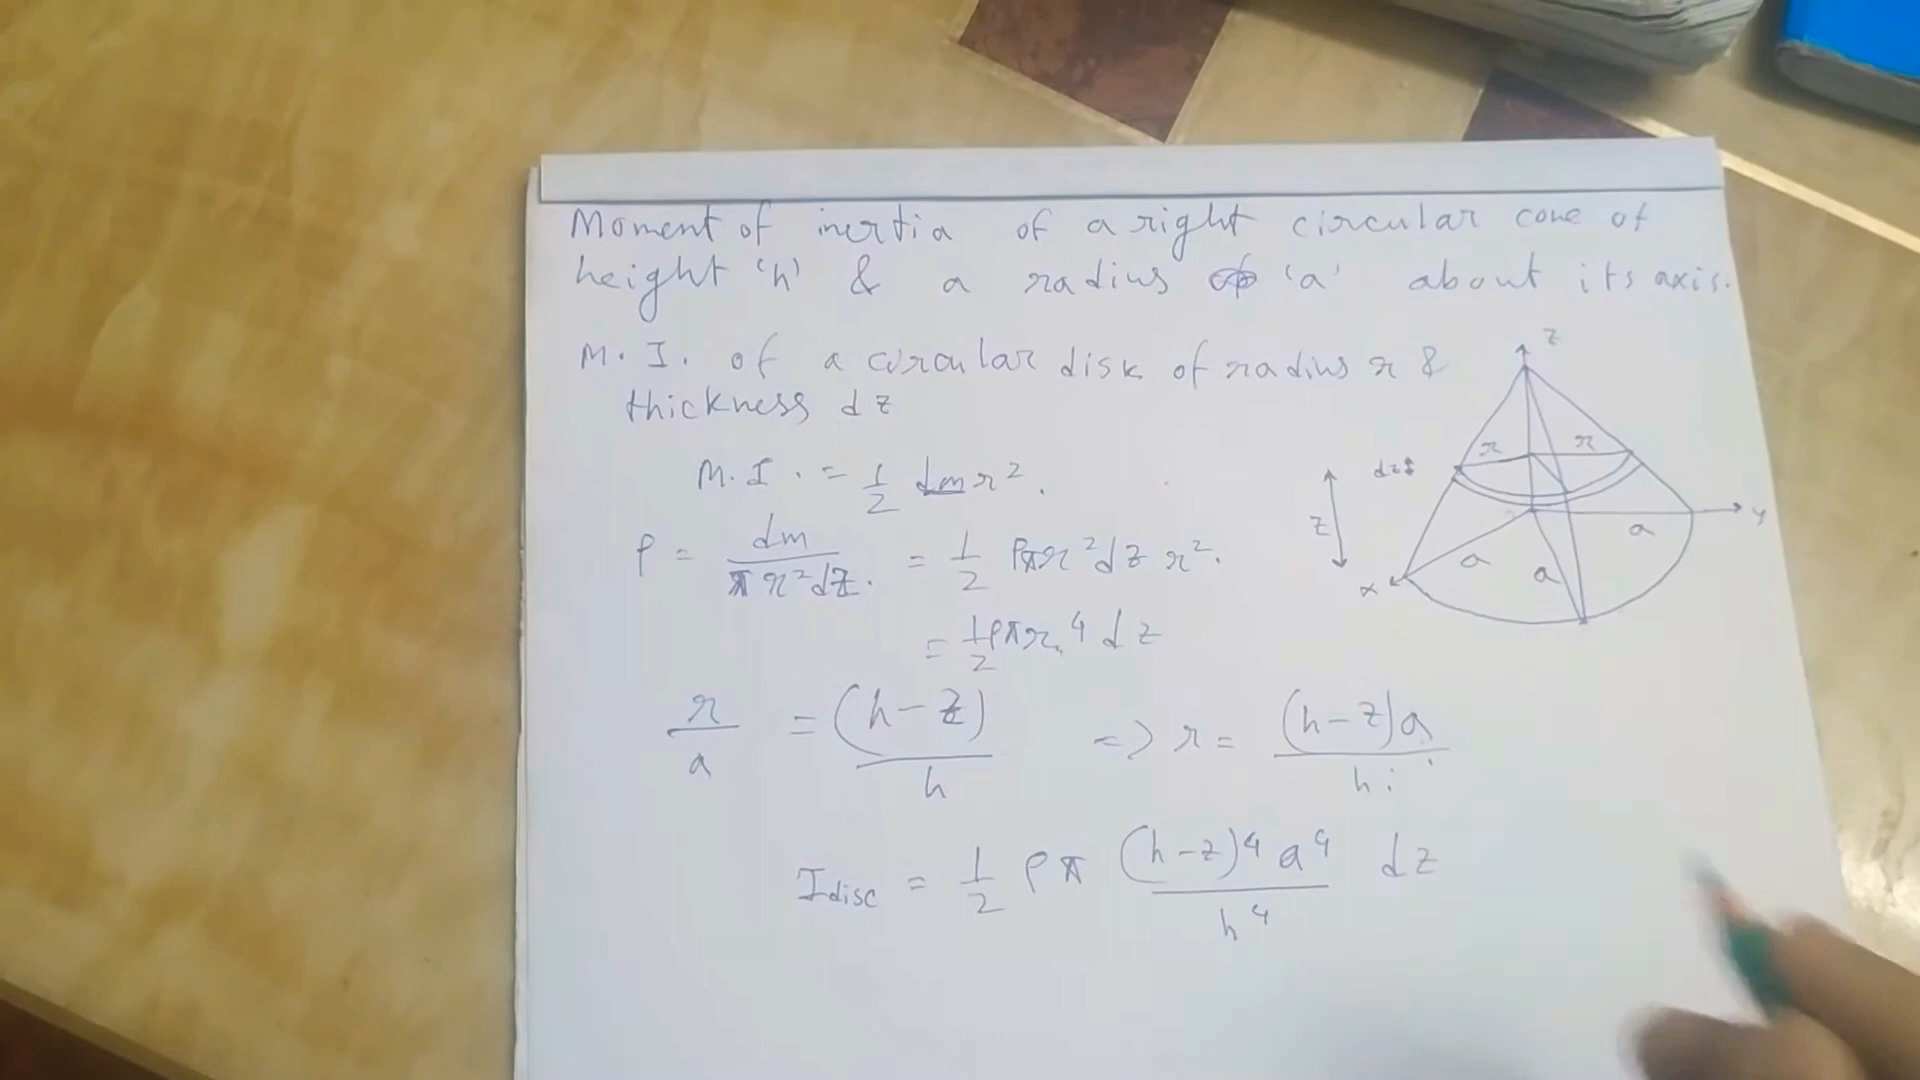 Moment of inertia of a right circular cone of
height 'h' & a radius 'a' about its axis.
M. I. of a circular disk of radius r &
thickness dz
M. I. = 1/2 dm r².
ρ = dm / πr²dz. = 1/2 ρπr²dz r².
= 1/2 ρπr⁴ dz
r/a = (h-z)/h => r = (h-z)a / h
I disc = 1/2 ρπ (h-z)⁴ a⁴ / h⁴ dz
z
r r
dz
z
y
a
a
a
x